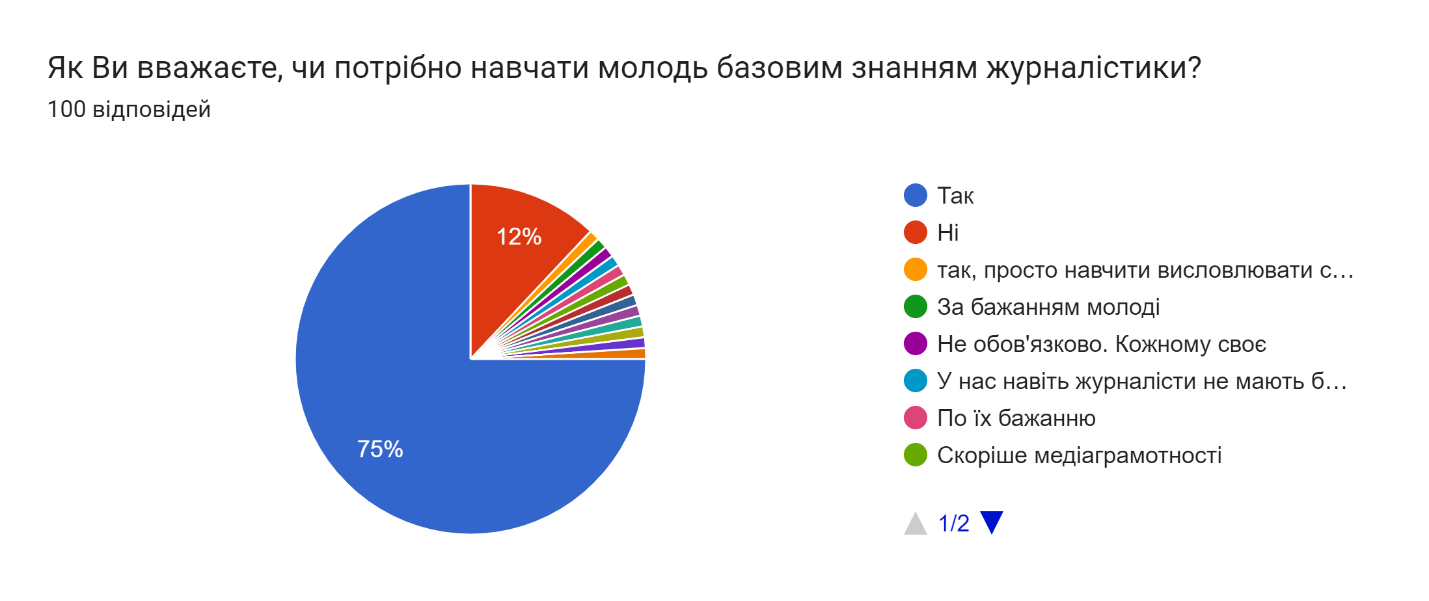 Як Ви вважаєте, чи потрібно навчати молодь базовим знанням журналістики?
100 відповідей
12%
75%
Так
Ні
так, просто навчити висловлювати с…
За бажанням молоді
Не обов'язково. Кожному своє
У нас навіть журналісти не мають б…
По їх бажанню
Скоріше медіаграмотності
1/2